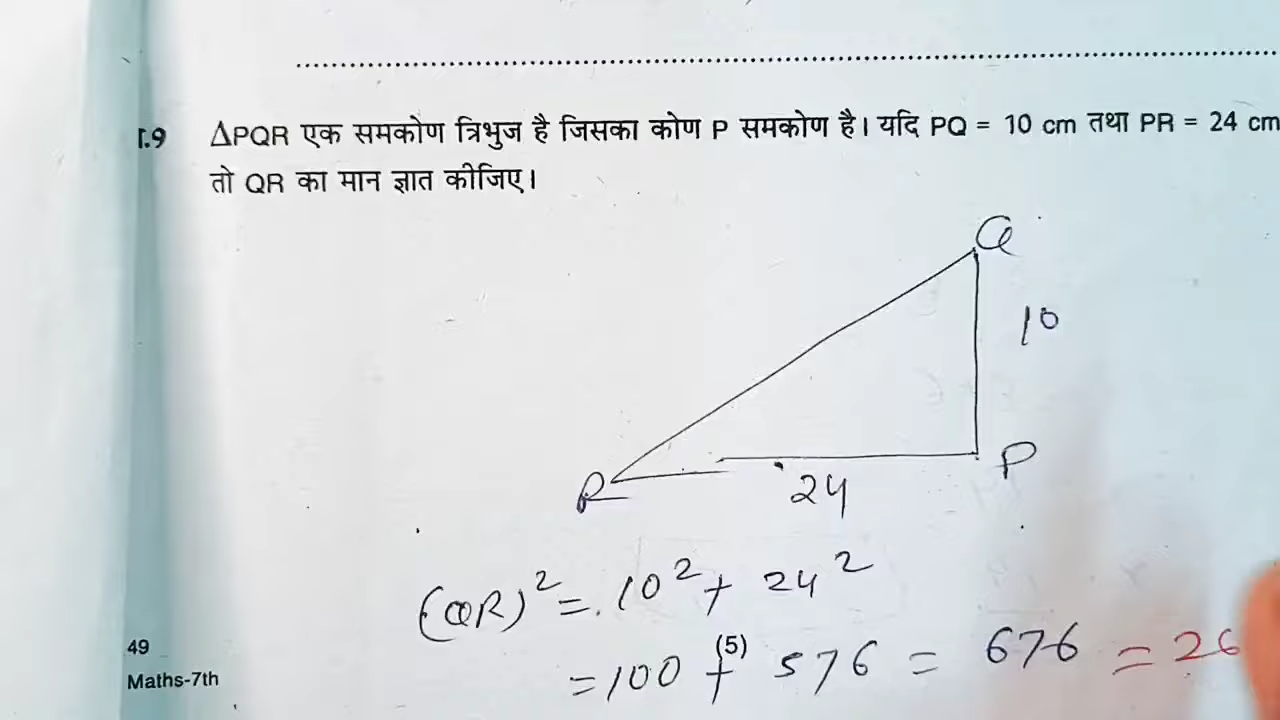 .9 ΔPQR एक समकोण त्रिभुज है जिसका कोण P समकोण है। यदि PQ = 10 cm तथा PR = 24 cm
तो QR का मान ज्ञात कीजिए।
Q
10
P
R
24
(QR)² = 10² + 24²
= 100 + 576 = 676 = 26
(5)
49
Maths-7th